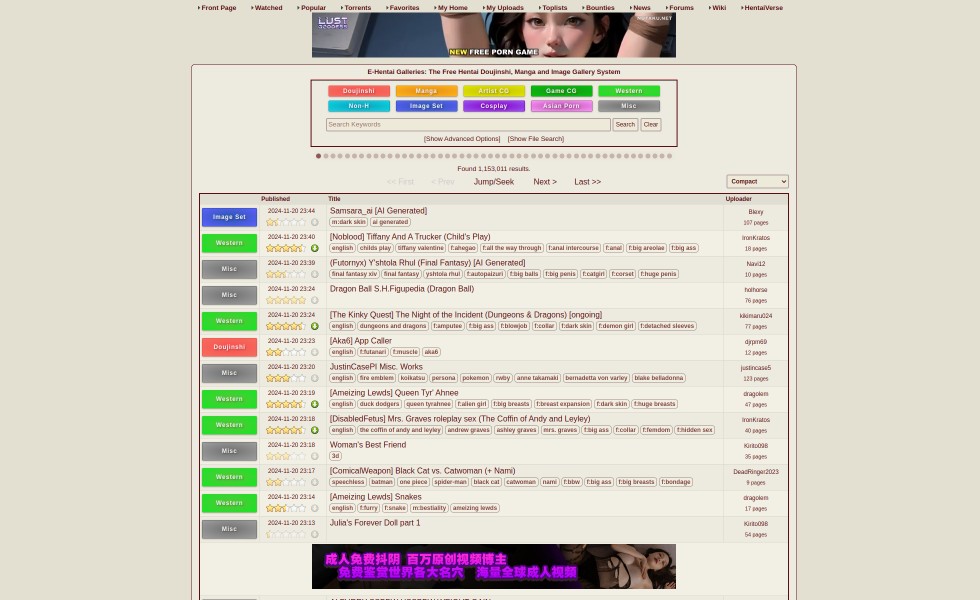 Front Page Watched Popular Torrents Favorites My Home My Uploads Toplists Bounties News Forums Wiki HentaiVerse
LUST GODDESS
NUTAKU.NET
NEW FREE PORN GAME
E-Hentai Galleries: The Free Hentai Doujinshi, Manga and Image Gallery System
Doujinshi Manga Artist CG Game CG Western
Non-H Image Set Cosplay Asian Porn Misc
Search Keywords Search Clear
[Show Advanced Options] [Show File Search]
Found 1,153,011 results.
<< First < Prev Jump/Seek Next > Last >> Compact
Published Title Uploader
Image Set 2024-11-20 23:44 Samsara_ai [AI Generated] Blexy
m:dark skin ai generated 107 pages
Western 2024-11-20 23:40 [Noblood] Tiffany And A Trucker (Child's Play) IronKratos
english childs play tiffany valentine f:ahegao f:all the way through f:anal intercourse f:anal f:big areolae f:big ass 18 pages
Misc 2024-11-20 23:39 (Futornyx) Y'shtola Rhul (Final Fantasy) [AI Generated] Navi12
final fantasy xiv final fantasy yshtola rhul f:autopaizuri f:big balls f:big penis f:catgirl f:corset f:huge penis 10 pages
Misc 2024-11-20 23:24 Dragon Ball S.H.Figupedia (Dragon Ball) holhorse
76 pages
Western 2024-11-20 23:24 [The Kinky Quest] The Night of the Incident (Dungeons & Dragons) [ongoing] kikimaru024
english dungeons and dragons f:amputee f:big ass f:blowjob f:collar f:dark skin f:demon girl f:detached sleeves 77 pages
Doujinshi 2024-11-20 23:23 [Aka6] App Caller djrpm69
english f:futanari f:muscle aka6 12 pages
Misc 2024-11-20 23:20 JustinCasePI Misc. Works justincase5
english fire emblem koikatsu persona pokemon rwby anne takamaki bernadetta von varley blake belladonna 123 pages
Western 2024-11-20 23:19 [Ameizing Lewds] Queen Tyr' Ahnee dragolem
english duck dodgers queen tyrahnee f:alien girl f:big breasts f:breast expansion f:dark skin f:huge breasts 47 pages
Western 2024-11-20 23:18 [DisabledFetus] Mrs. Graves roleplay sex (The Coffin of Andy and Leyley) IronKratos
english the coffin of andy and leyley andrew graves ashley graves mrs. graves f:big ass f:collar f:femdom f:hidden sex 40 pages
Misc 2024-11-20 23:18 Woman's Best Friend Kirito098
3d 35 pages
Western 2024-11-20 23:17 [ComicalWeapon] Black Cat vs. Catwoman (+ Nami) DeadRinger2023
speechless batman one piece spider-man black cat catwoman nami f:bbw f:big ass f:big breasts f:bondage 9 pages
Western 2024-11-20 23:14 [Ameizing Lewds] Snakes dragolem
english f:furry f:snake m:bestiality ameizing lewds 17 pages
Misc 2024-11-20 23:13 Julia's Forever Doll part 1 Kirito098
54 pages
成人免费抖阴 百万原创视频博主
免费鉴赏世界各大名穴 海量全球成人视频